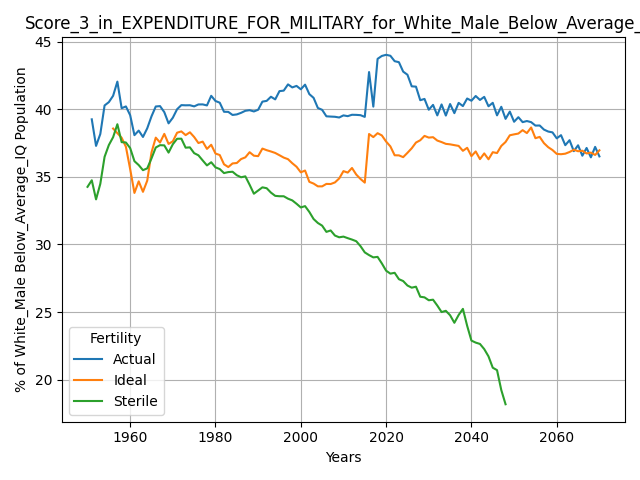 Score_3_in_EXPENDITURE_FOR_MILITARY_for_White_Male_Below_Average_
45
40
35
30
25
20
% of White_Male Below_Average_IQ Population
Fertility
Actual
Ideal
Sterile
1960
1980
2000
2020
2040
2060
Years